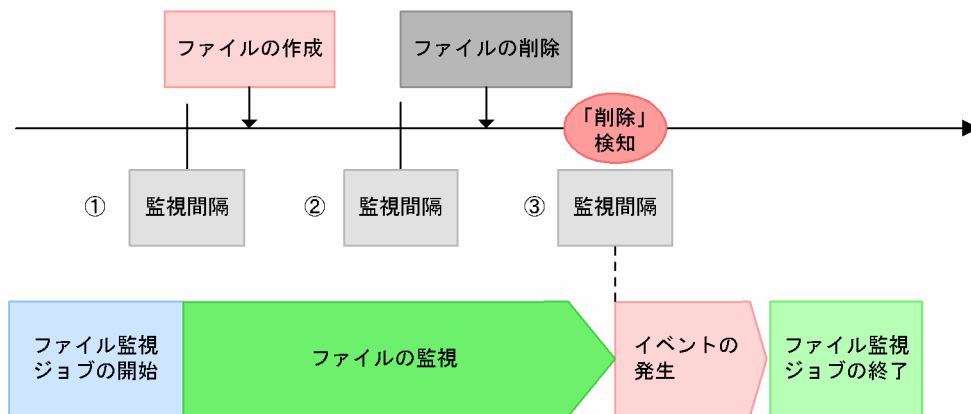 ファイルの作成
ファイルの削除
「削除」
検知
①
監視間隔
②
監視間隔
③
監視間隔
ファイル監視
ジョブの開始
ファイルの監視
イベントの
発生
ファイル監視
ジョブの終了